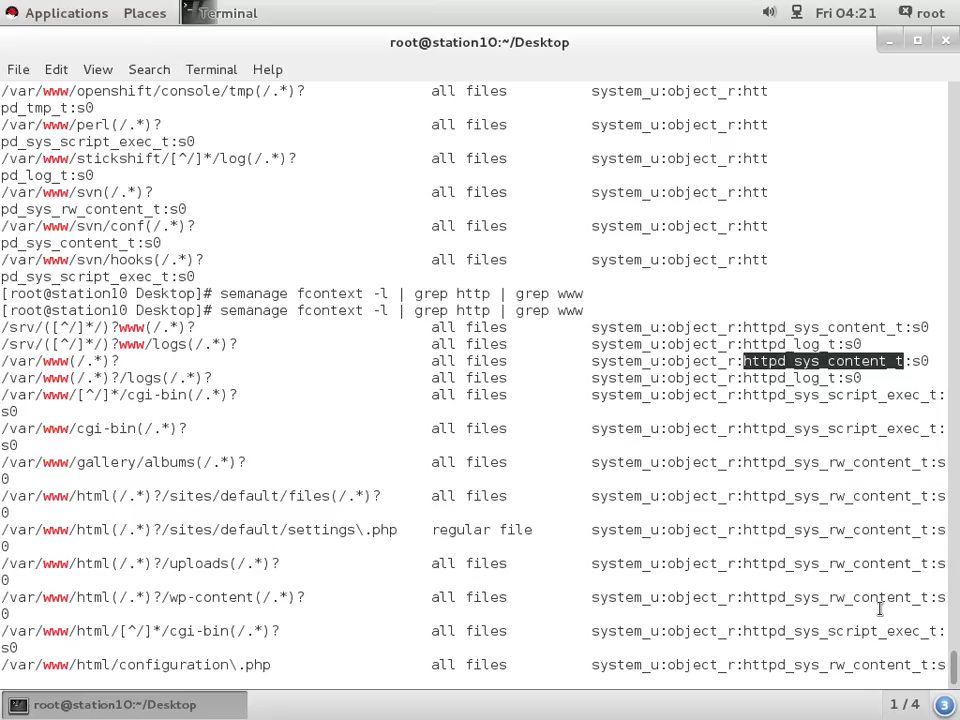 Applications Places Terminal Fri 04:21 root
root@station10:~/Desktop
File Edit View Search Terminal Help
/var/www/openshift/console/tmp(/.*)? all files system_u:object_r:htt
pd_tmp_t:s0
/var/www/perl(/.*)? all files system_u:object_r:htt
pd_sys_script_exec_t:s0
/var/www/stickshift/[^/]*/log(/.*)? all files system_u:object_r:htt
pd_log_t:s0
/var/www/svn(/.*)? all files system_u:object_r:htt
pd_sys_rw_content_t:s0
/var/www/svn/conf(/.*)? all files system_u:object_r:htt
pd_sys_content_t:s0
/var/www/svn/hooks(/.*)? all files system_u:object_r:htt
pd_sys_script_exec_t:s0
[root@station10 Desktop]# semanage fcontext -l | grep http | grep www
[root@station10 Desktop]# semanage fcontext -l | grep http | grep www
/srv/([^/]*/)?www(/.*)? all files system_u:object_r:httpd_sys_content_t:s0
/srv/([^/]*/)?www/logs(/.*)? all files system_u:object_r:httpd_log_t:s0
/var/www(/.*)? all files system_u:object_r:httpd_sys_content_t:s0
/var/www(/.*)?/logs(/.*)? all files system_u:object_r:httpd_log_t:s0
/var/www/[^/]*/cgi-bin(/.*)? all files system_u:object_r:httpd_sys_script_exec_t:
s0
/var/www/cgi-bin(/.*)? all files system_u:object_r:httpd_sys_script_exec_t:
s0
/var/www/gallery/albums(/.*)? all files system_u:object_r:httpd_sys_rw_content_t:s
0
/var/www/html(/.*)?/sites/default/files(/.*)? all files system_u:object_r:httpd_sys_rw_content_t:s
0
/var/www/html(/.*)?/sites/default/settings\.php regular file system_u:object_r:httpd_sys_rw_content_t:s
0
/var/www/html(/.*)?/uploads(/.*)? all files system_u:object_r:httpd_sys_rw_content_t:s
0
/var/www/html(/.*)?/wp-content(/.*)? all files system_u:object_r:httpd_sys_rw_content_t:s
0
/var/www/html/[^/]*/cgi-bin(/.*)? all files system_u:object_r:httpd_sys_script_exec_t:
s0
/var/www/html/configuration\.php all files system_u:object_r:httpd_sys_rw_content_t:s
root@station10:~/Desktop 1 / 4 3